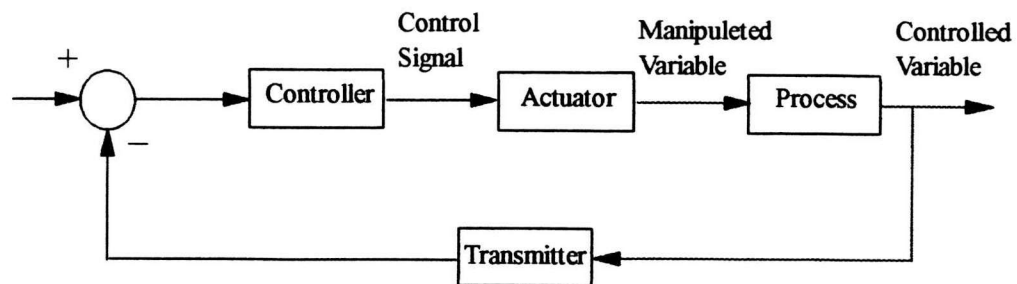 Control
Signal
Manipuleted
Variable
Controlled
Variable
+
Controller
Actuator
Process
−
Transmitter